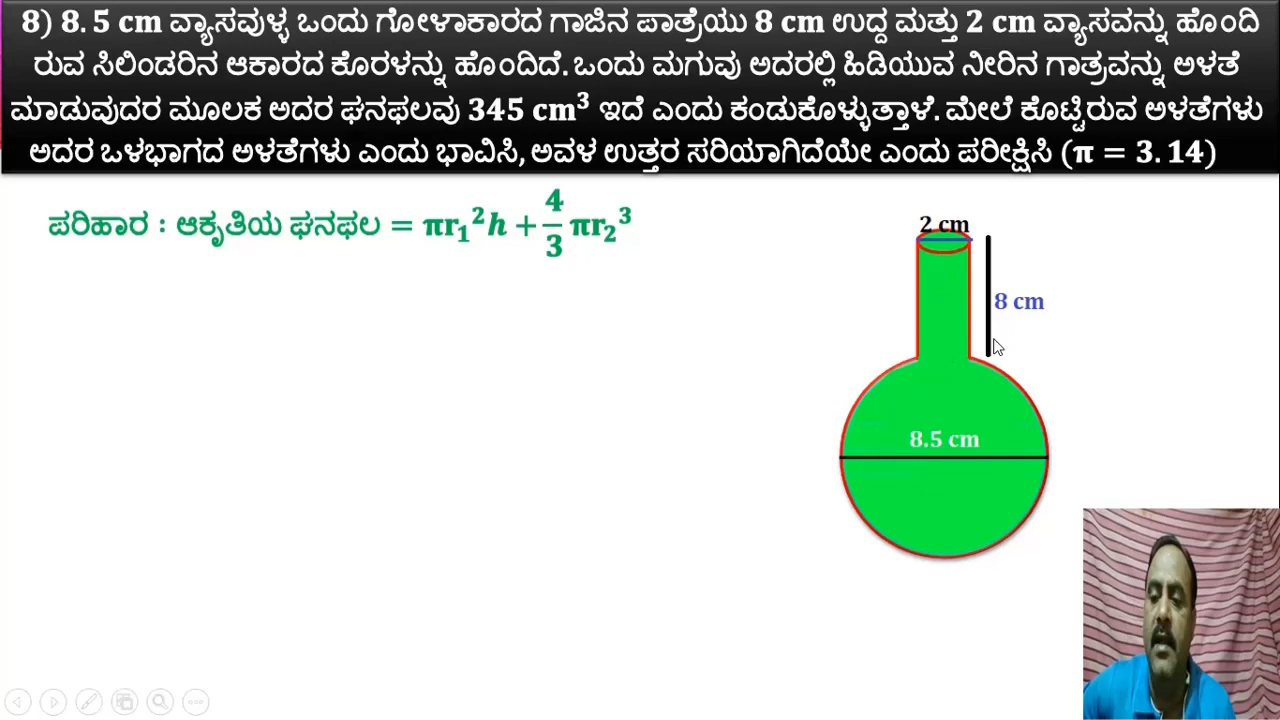 8) 8.5 cm ವ್ಯಾಸವುಳ್ಳ ಒಂದು ಗೋಳಾಕಾರದ ಗಾಜಿನ ಪಾತ್ರೆಯು 8 cm ಉದ್ದ ಮತ್ತು 2 cm ವ್ಯಾಸವನ್ನು ಹೊಂದಿ
ರುವ ಸಿಲಿಂಡರಿನ ಆಕಾರದ ಕೊರಳನ್ನು ಹೊಂದಿದೆ. ಒಂದು ಮಗುವು ಅದರಲ್ಲಿ ಹಿಡಿಯುವ ನೀರಿನ ಗಾತ್ರವನ್ನು ಅಳತೆ
ಮಾಡುವುದರ ಮೂಲಕ ಅದರ ಘನಫಲವು 345 cm³ ಇದೆ ಎಂದು ಕಂಡುಕೊಳ್ಳುತ್ತಾಳೆ. ಮೇಲೆ ಕೊಟ್ಟಿರುವ ಅಳತೆಗಳು
ಅದರ ಒಳಭಾಗದ ಅಳತೆಗಳು ಎಂದು ಭಾವಿಸಿ, ಅವಳ ಉತ್ತರ ಸರಿಯಾಗಿದೆಯೇ ಎಂದು ಪರೀಕ್ಷಿಸಿ (π = 3.14)
ಪರಿಹಾರ : ಆಕೃತಿಯ ಘನಫಲ = πr₁²h + 4/3 πr₂³
2 cm
8 cm
8.5 cm